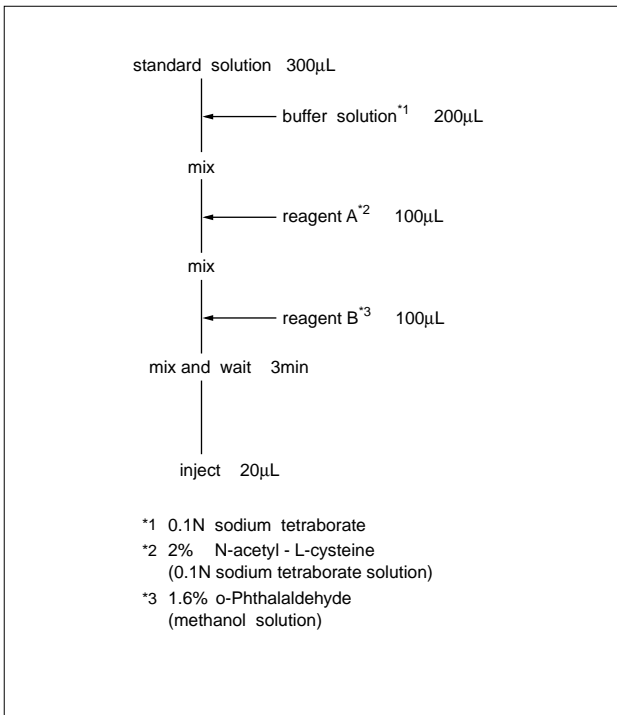 standard solution 300μL
buffer solution*1 200μL
mix
reagent A*2 100μL
mix
reagent B*3 100μL
mix and wait 3min
inject 20μL
*1 0.1N sodium tetraborate
*2 2% N-acetyl - L-cysteine
(0.1N sodium tetraborate solution)
*3 1.6% o-Phthalaldehyde
(methanol solution)